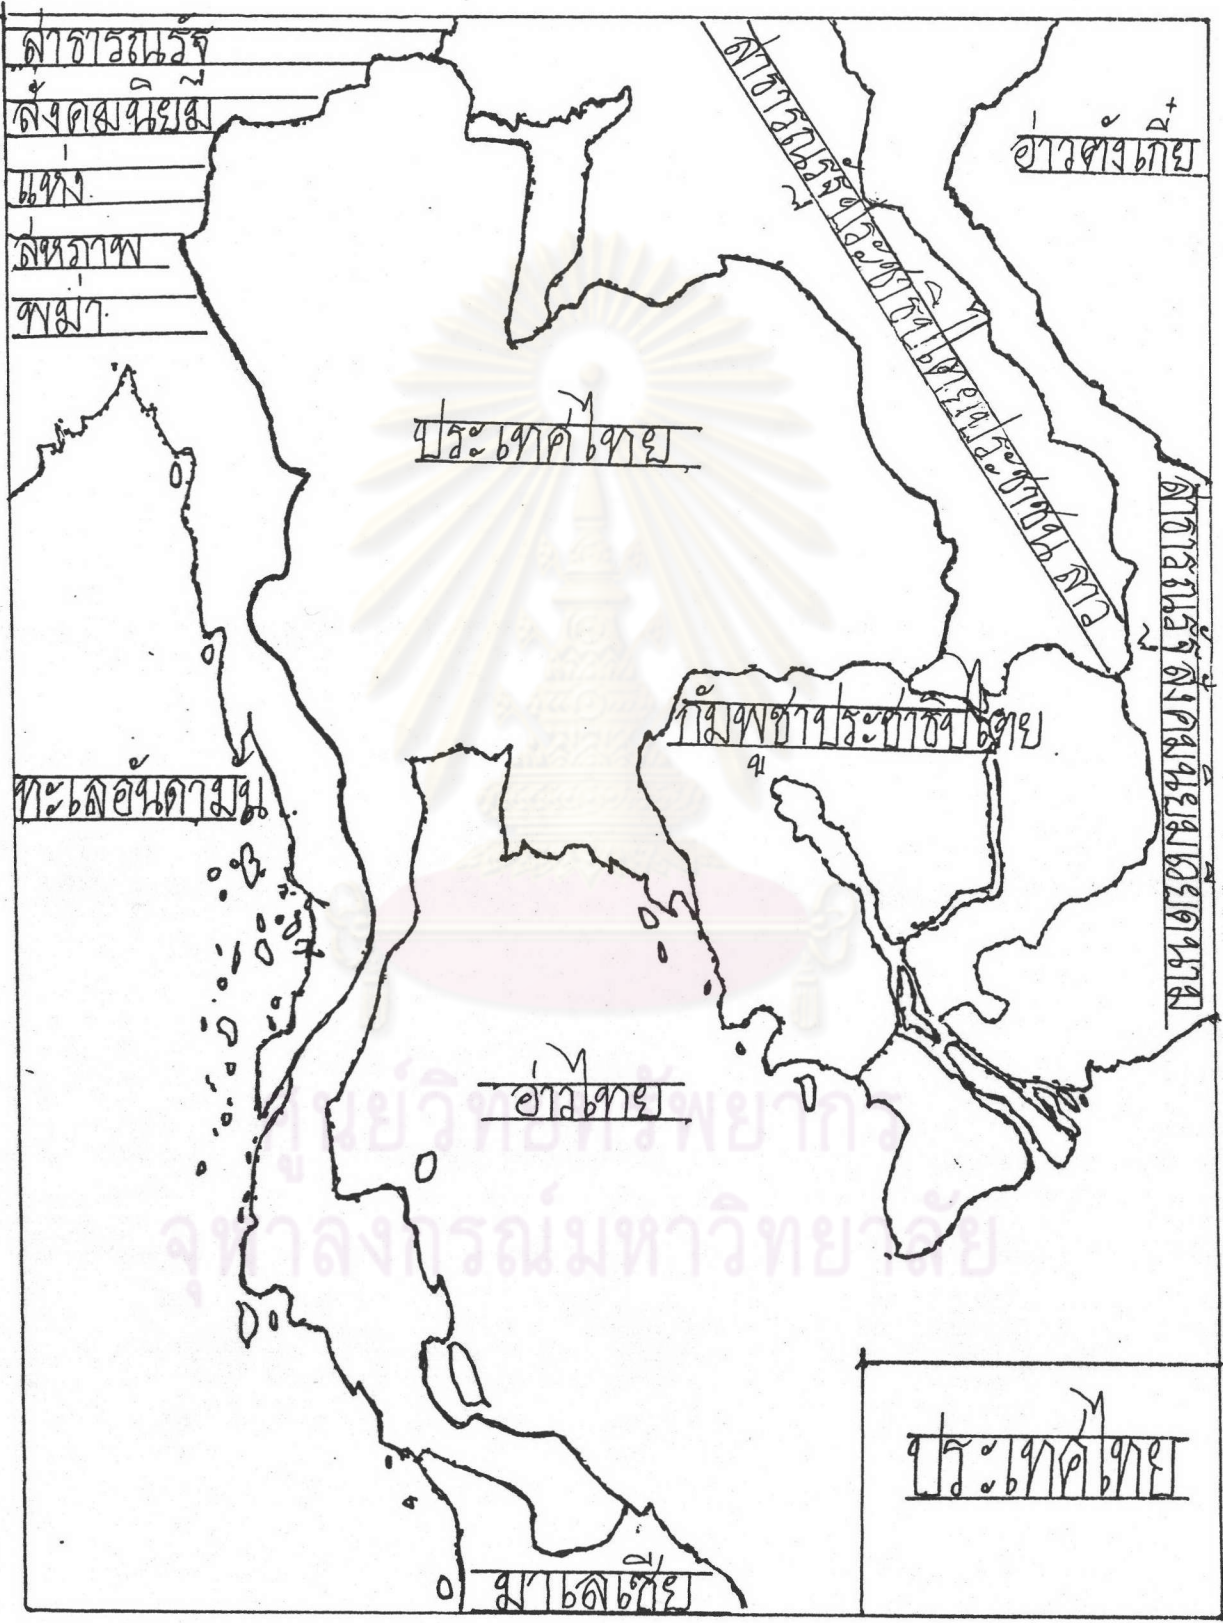 สาธารณรัฐ
สังคมนิยม
แห่ง
สหภาพ
พม่า
อ่าวตังเกี๋ย
สาธารณรัฐประชาธิปไตยประชาชน ลาว
ประเทศไทย
สาธารณรัฐสังคมนิยมเวียดนาม
กัมพูชาประชาธิปไตย
ทะเลอันดามัน
อ่าวไทย
ศูนย์วิทยทรัพยากร
จุฬาลงกรณ์มหาวิทยาลัย
ประเทศไทย
มาเลเซีย